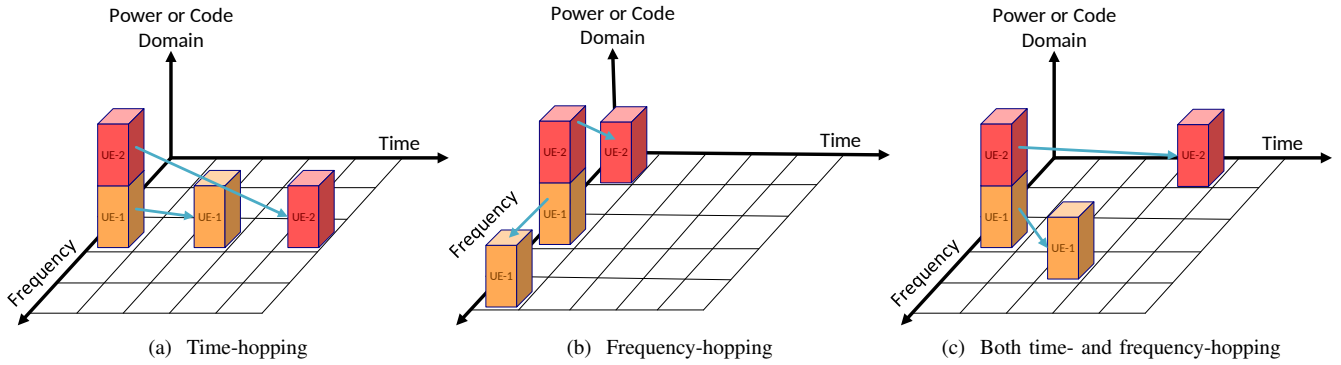 Power or Code
Domain
Time
Frequency
UE-2
UE-1
UE-1
UE-2
(a) Time-hopping
Power or Code
Domain
Time
Frequency
UE-2
UE-2
UE-1
UE-1
(b) Frequency-hopping
Power or Code
Domain
Time
Frequency
UE-2
UE-2
UE-1
UE-1
(c) Both time- and frequency-hopping